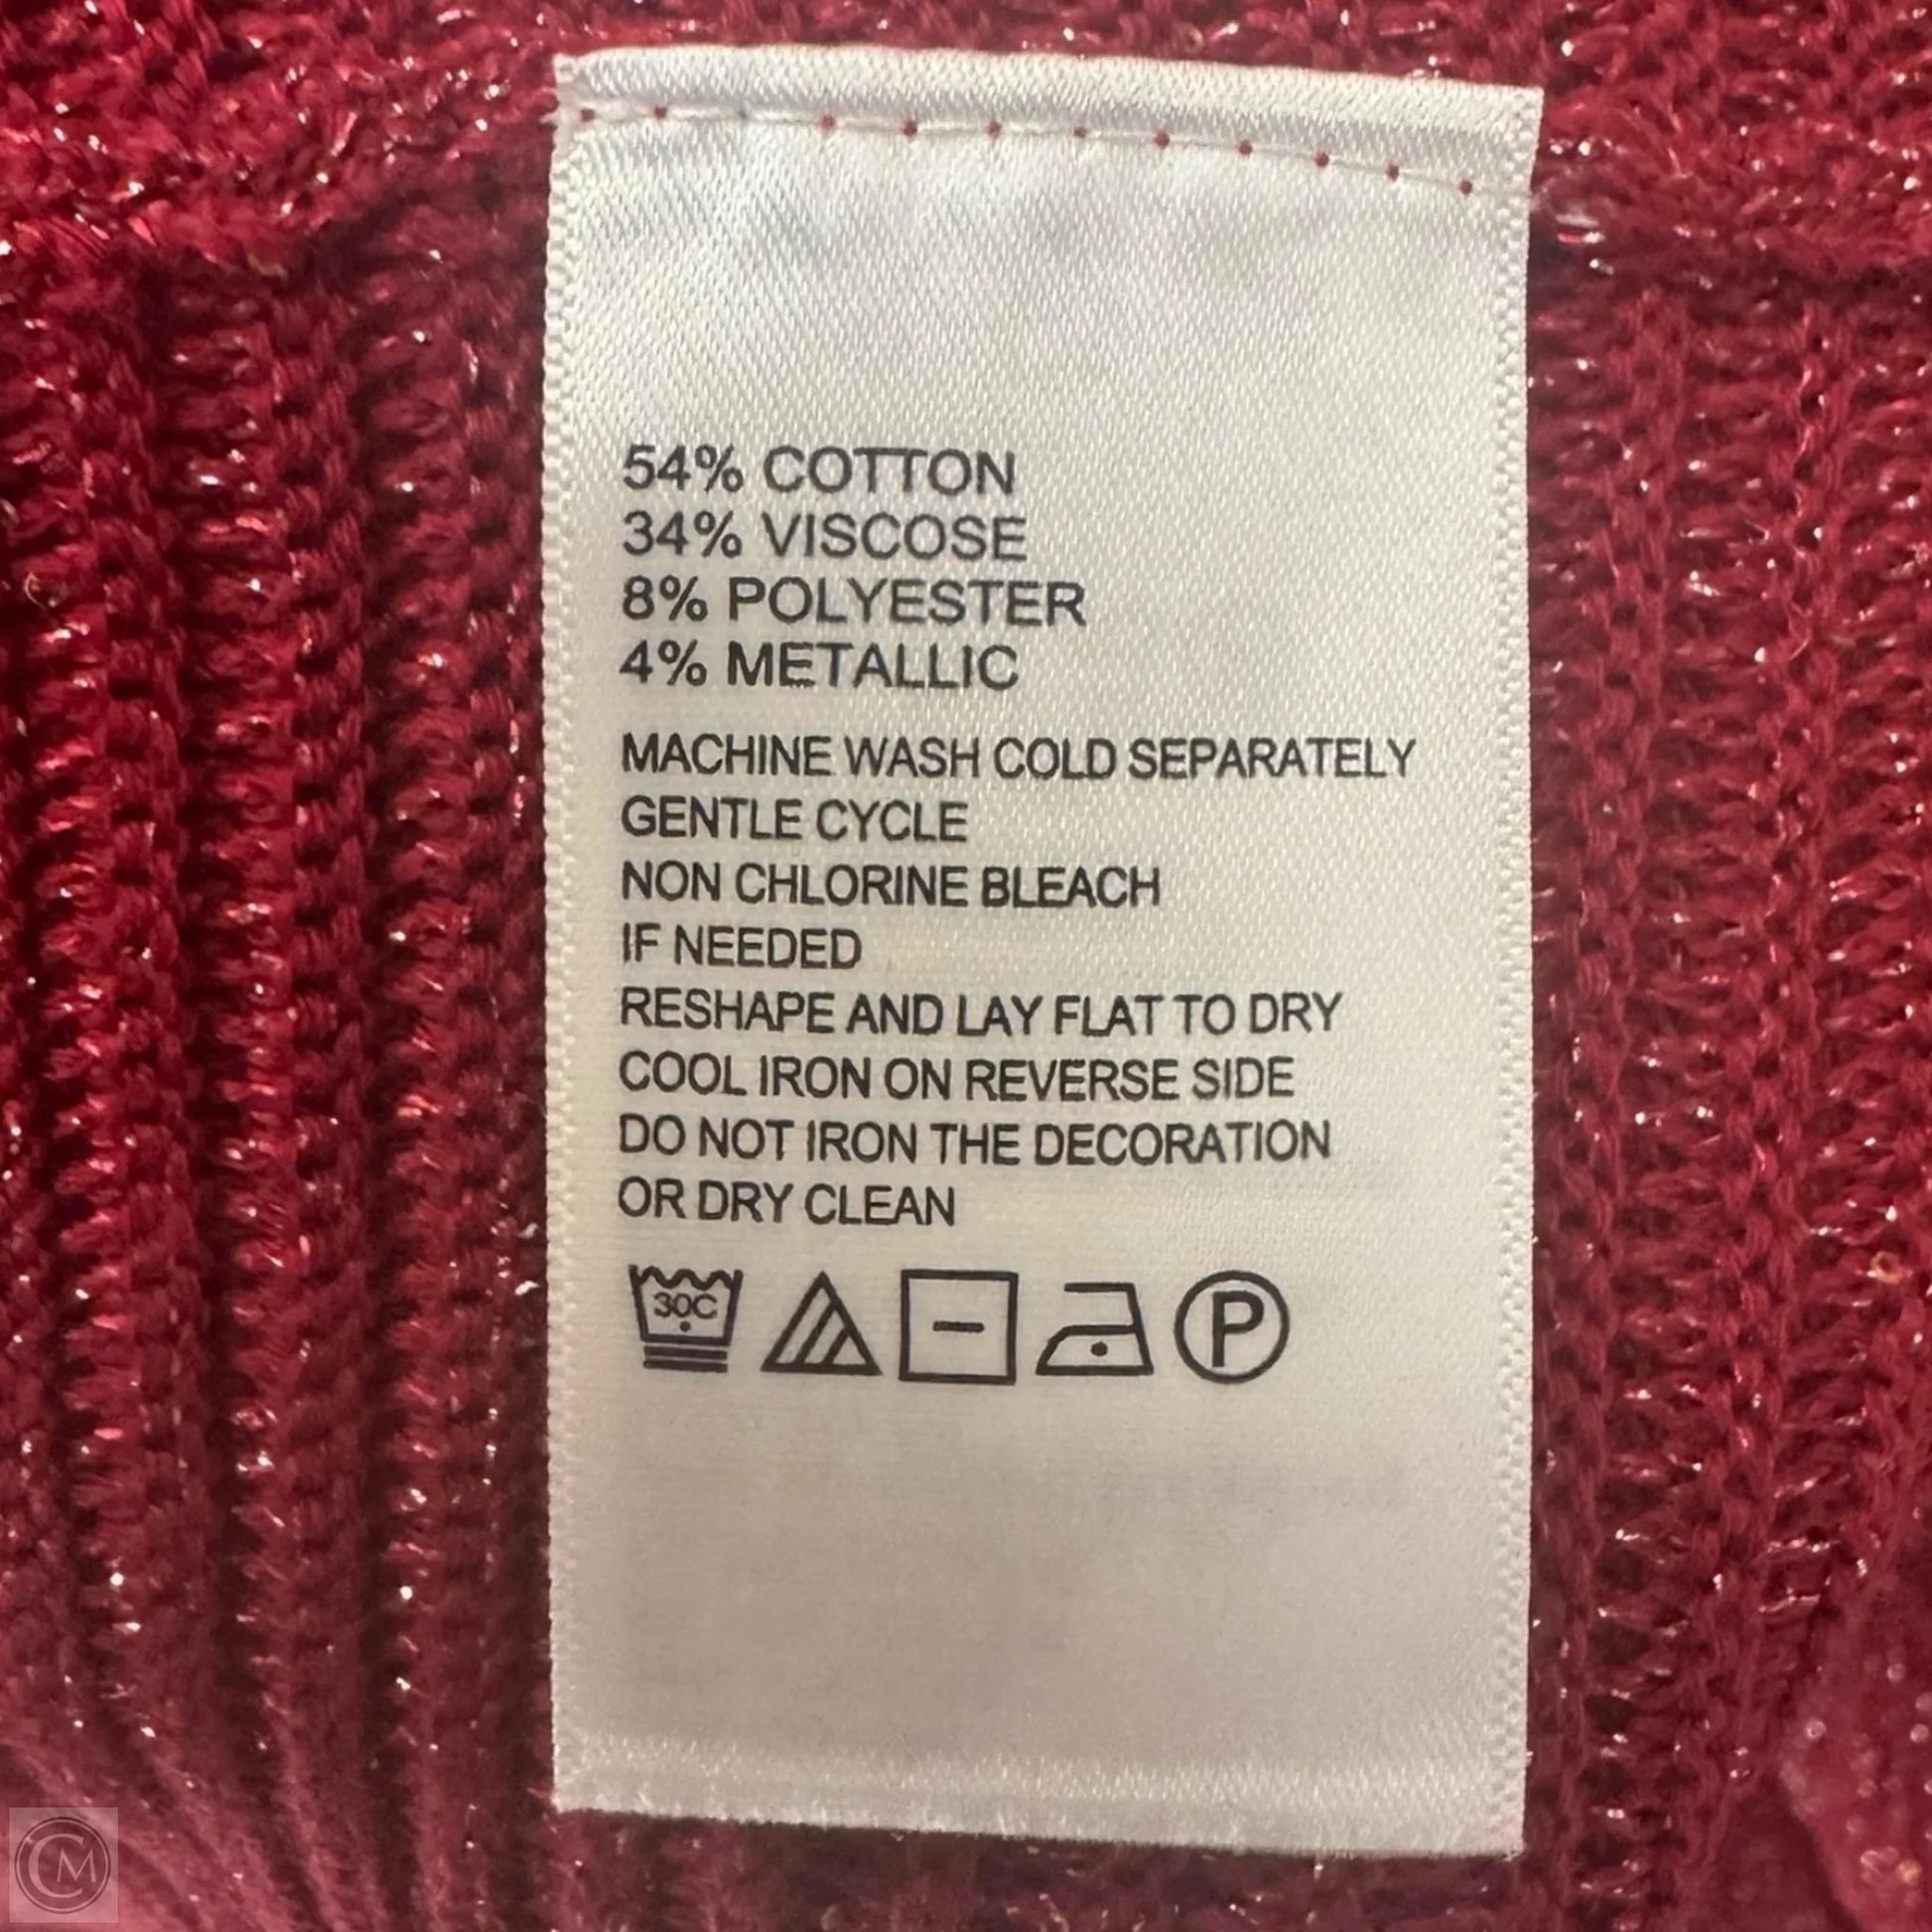 54% COTTON
34% VISCOSE
8% POLYESTER
4% METALLIC
MACHINE WASH COLD SEPARATELY
GENTLE CYCLE
NON CHLORINE BLEACH
IF NEEDED
RESHAPE AND LAY FLAT TO DRY
COOL IRON ON REVERSE SIDE
DO NOT IRON THE DECORATION
OR DRY CLEAN
30C P
CM